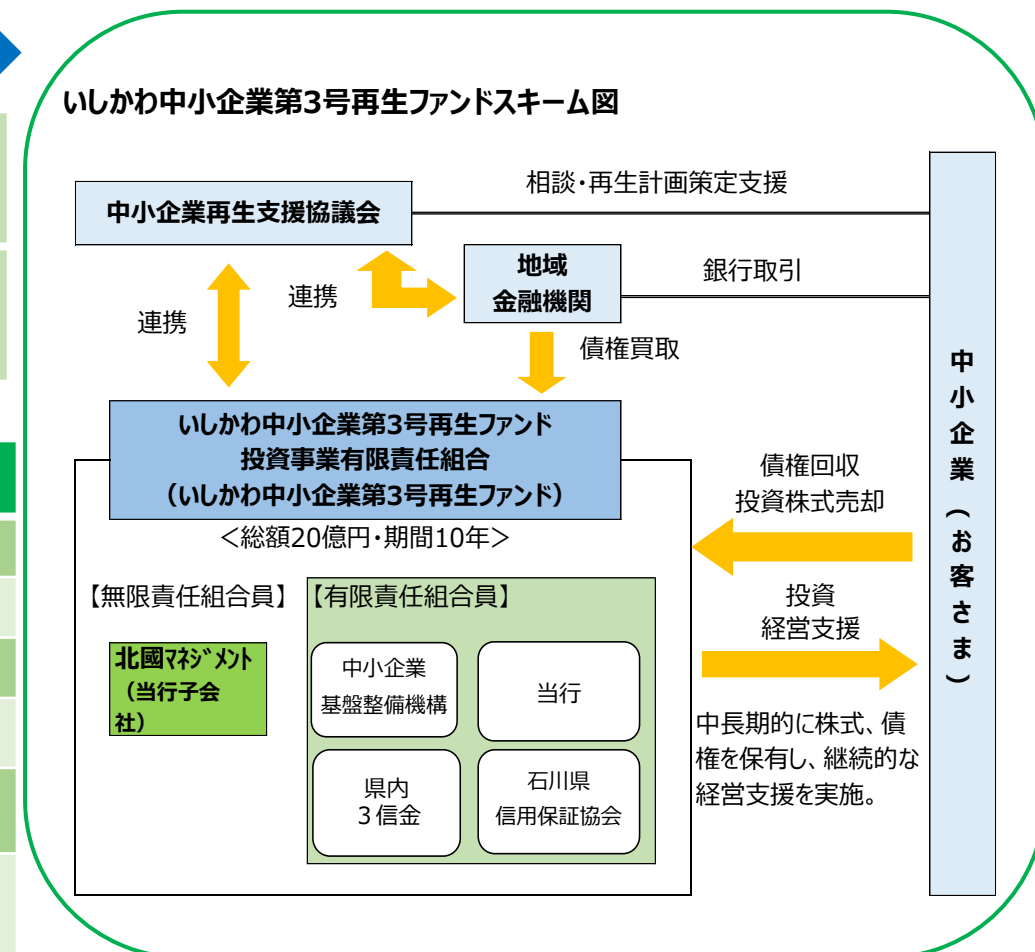 いしかわ中小企業第3号再生ファンドスキーム図
相談・再生計画策定支援
中小企業再生支援協議会
地域
金融機関
銀行取引
連携
連携
債権買取
いしかわ中小企業第3号再生ファンド
投資事業有限責任組合
（いしかわ中小企業第3号再生ファンド）
＜総額20億円・期間10年＞
【無限責任組合員】
【有限責任組合員】
北國ﾏﾈｼﾞﾒﾝﾄ
（当行子会
社）
中小企業
基盤整備機構
当行
県内
３信金
石川県
信用保証協会
債権回収
投資株式売却
投資
経営支援
中長期的に株式、債
権を保有し、継続的な
経営支援を実施。
中小企業（お客さま）